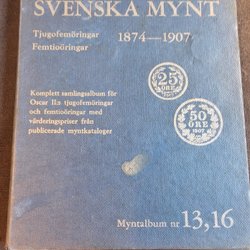 SVENSKA MYNT
Tjugofemöringar 1874—1907
Femtioöringar
Komplett samlingsalbum för
Oscar II:s tjugofemöringar
och femtioöringar med
värderingspriser från
publicerade myntkataloger
25
ÖRE
50
ÖRE
1907
Myntalbum nr 13,16